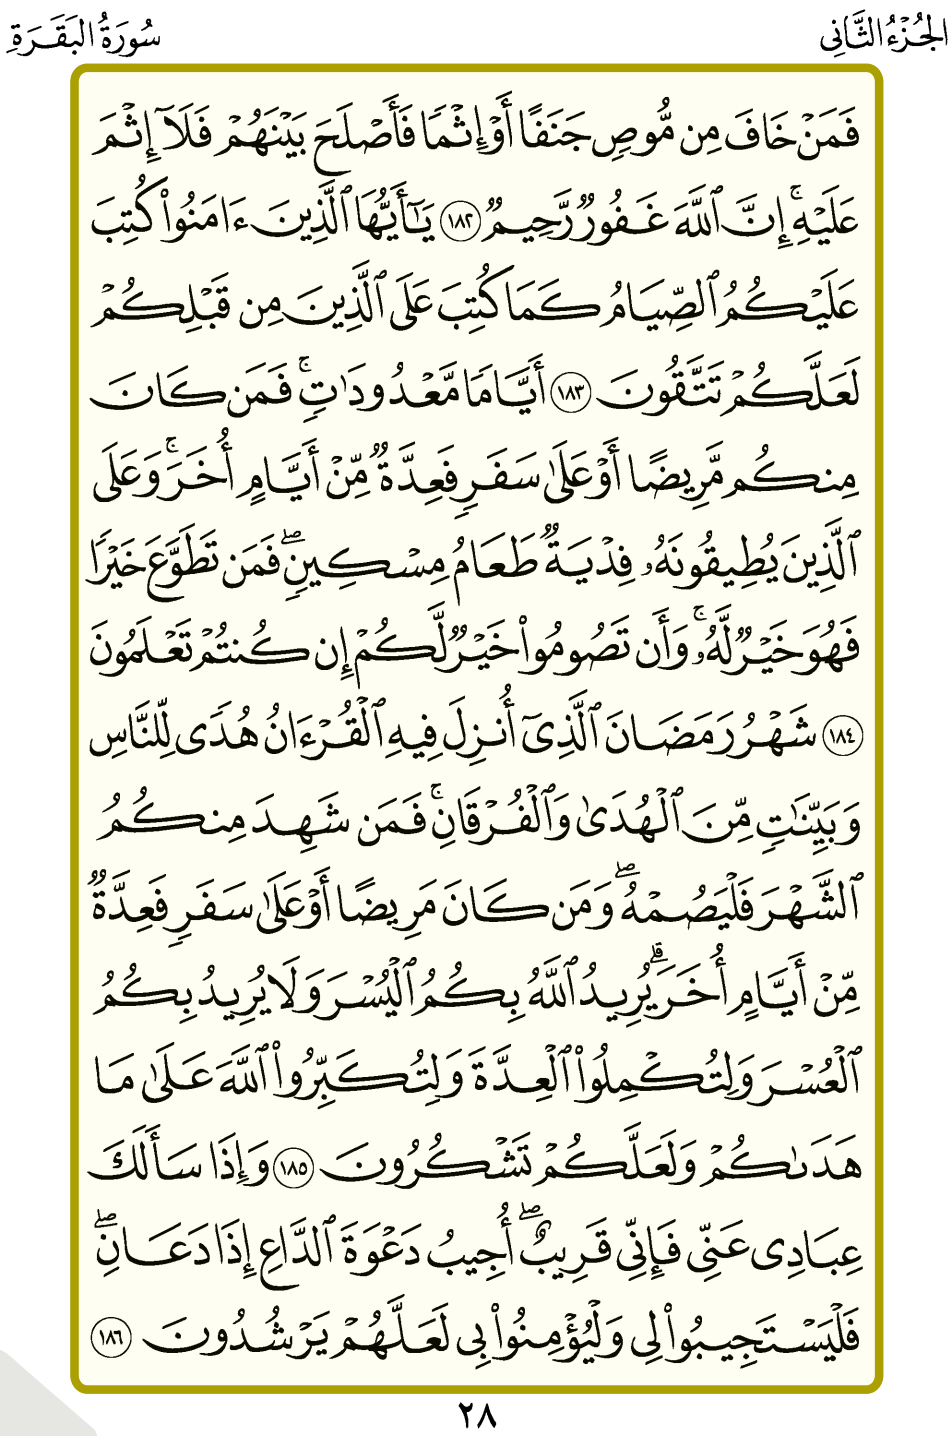 الجُزْءُ الثَّانِي
سُورَةُ البَقَرَةِ
فَمَنْ خَافَ مِن مُّوصٍ جَنَفًا أَوْ إِثْمًا فَأَصْلَحَ بَيْنَهُمْ فَلَآ إِثْمَ
عَلَيْهِ ۚ إِنَّ ٱللَّهَ غَفُورٌ رَّحِيمٌ ١٨٢ يَٰٓأَيُّهَا ٱلَّذِينَ ءَامَنُوا۟ كُتِبَ
عَلَيْكُمُ ٱلصِّيَامُ كَمَا كُتِبَ عَلَى ٱلَّذِينَ مِن قَبْلِكُمْ
لَعَلَّكُمْ تَتَّقُونَ ١٨٣ أَيَّامًا مَّعْدُودَٰتٍ ۚ فَمَن كَانَ
مِنكُم مَّرِيضًا أَوْ عَلَىٰ سَفَرٍ فَعِدَّةٌ مِّنْ أَيَّامٍ أُخَرَ ۚ وَعَلَى
ٱلَّذِينَ يُطِيقُونَهُۥ فِدْيَةٌ طَعَامُ مِسْكِينٍ ۖ فَمَن تَطَوَّعَ خَيْرًا
فَهُوَ خَيْرٌ لَّهُۥ ۚ وَأَن تَصُومُوا۟ خَيْرٌ لَّكُمْ إِن كُنتُمْ تَعْلَمُونَ
١٨٤ شَهْرُ رَمَضَانَ ٱلَّذِىٓ أُنزِلَ فِيهِ ٱلْقُرْءَانُ هُدًى لِّلنَّاسِ
وَبَيِّنَٰتٍ مِّنَ ٱلْهُدَىٰ وَٱلْفُرْقَانِ ۚ فَمَن شَهِدَ مِنكُمُ
ٱلشَّهْرَ فَلْيَصُمْهُ ۖ وَمَن كَانَ مَرِيضًا أَوْ عَلَىٰ سَفَرٍ فَعِدَّةٌ
مِّنْ أَيَّامٍ أُخَرَ ۗ يُرِيدُ ٱللَّهُ بِكُمُ ٱلْيُسْرَ وَلَا يُرِيدُ بِكُمُ
ٱلْعُسْرَ وَلِتُكْمِلُوا۟ ٱلْعِدَّةَ وَلِتُكَبِّرُوا۟ ٱللَّهَ عَلَىٰ مَا
هَدَىٰكُمْ وَلَعَلَّكُمْ تَشْكُرُونَ ١٨٥ وَإِذَا سَأَلَكَ
عِبَادِى عَنِّى فَإِنِّى قَرِيبٌ ۖ أُجِيبُ دَعْوَةَ ٱلدَّاعِ إِذَا دَعَانِ ۖ
فَلْيَسْتَجِيبُوا۟ لِى وَلْيُؤْمِنُوا۟ بِى لَعَلَّهُمْ يَرْشُدُونَ ١٨٦
٢٨